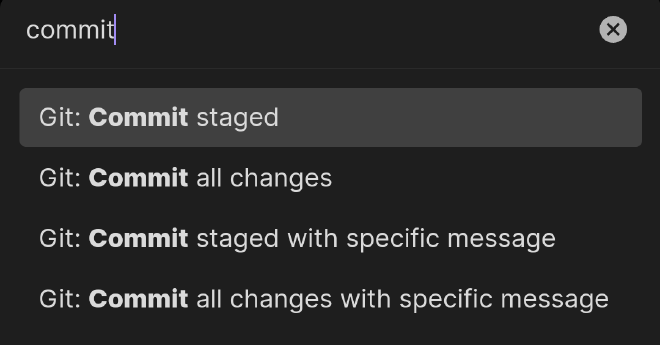 commit
Git: Commit staged
Git: Commit all changes
Git: Commit staged with specific message
Git: Commit all changes with specific message